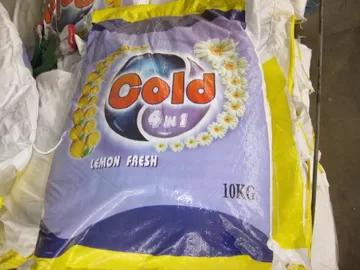 Cold
4 IN 1
LEMON FRESH
10KG